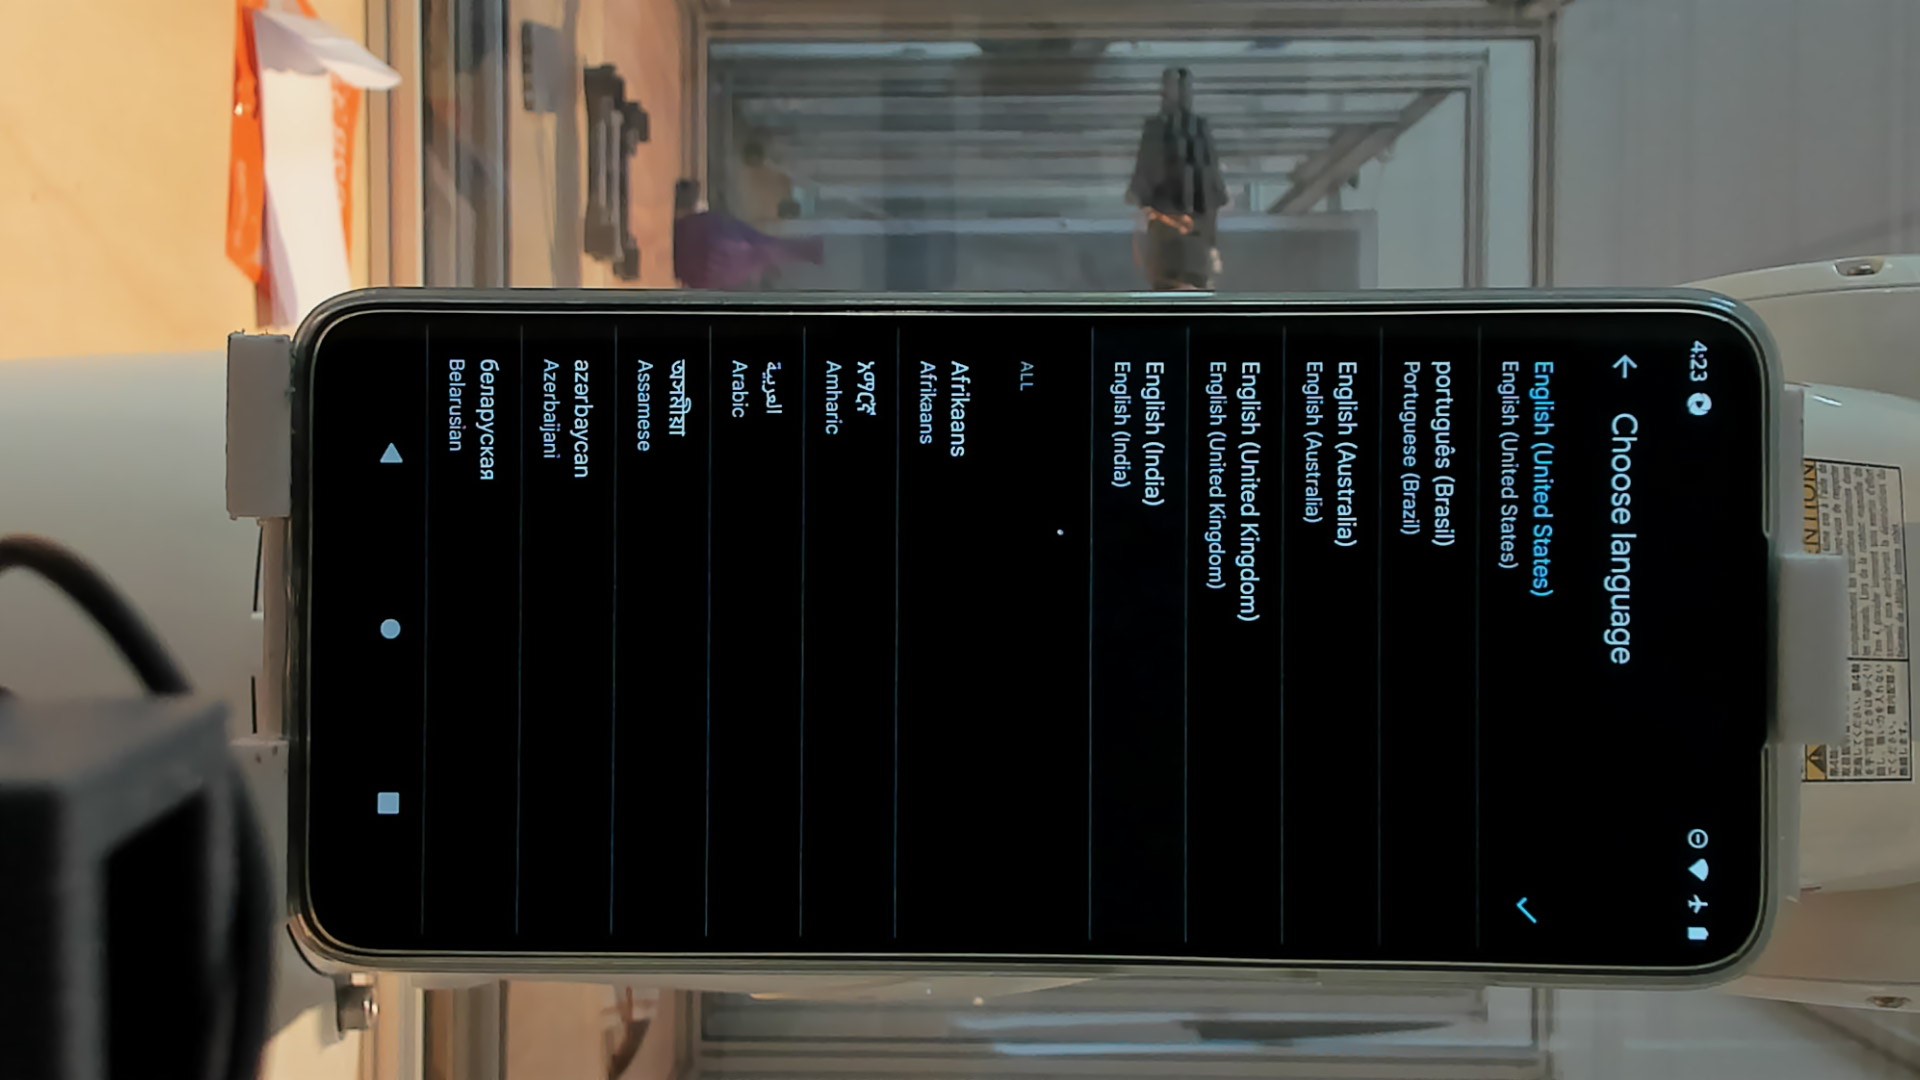 4:23
Choose language
English (United States)
English (United States)
português (Brasil)
Portuguese (Brazil)
English (Australia)
English (Australia)
English (United Kingdom)
English (United Kingdom)
English (India)
English (India)
ALL
Afrikaans
Afrikaans
አማርኛ
Amharic
العربية
Arabic
অসমীয়া
Assamese
azərbaycan
Azerbaijani
беларуская
Belarusian